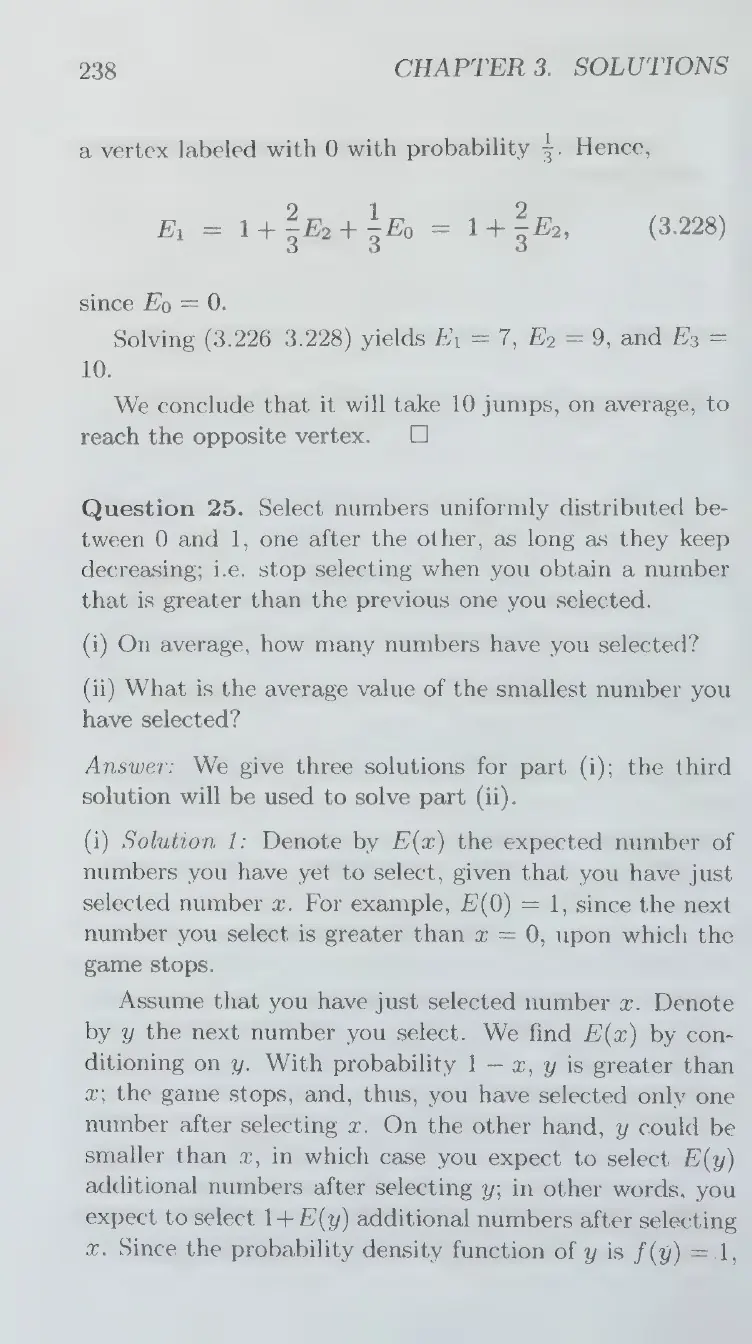 238 CHAPTER 3. SOLUTIONS
a vertex labeled with 0 with probability 1/3. Hence,
E₁ = 1 + 2/3 E₂ + 1/3 E₀ = 1 + 2/3 E₂, (3.228)
since E₀ = 0.
Solving (3.226 3.228) yields E₁ = 7, E₂ = 9, and E₃ =
10.
We conclude that it will take 10 jumps, on average, to
reach the opposite vertex. □
Question 25. Select numbers uniformly distributed be-
tween 0 and 1, one after the other, as long as they keep
decreasing; i.e. stop selecting when you obtain a number
that is greater than the previous one you selected.
(i) On average, how many numbers have you selected?
(ii) What is the average value of the smallest number you
have selected?
Answer: We give three solutions for part (i); the third
solution will be used to solve part (ii).
(i) Solution 1: Denote by E(x) the expected number of
numbers you have yet to select, given that you have just
selected number x. For example, E(0) = 1, since the next
number you select is greater than x = 0, upon which the
game stops.
Assume that you have just selected number x. Denote
by y the next number you select. We find E(x) by con-
ditioning on y. With probability 1 − x, y is greater than
x; the game stops, and, thus, you have selected only one
number after selecting x. On the other hand, y could be
smaller than x, in which case you expect to select E(y)
additional numbers after selecting y; in other words, you
expect to select 1+E(y) additional numbers after selecting
x. Since the probability density function of y is f(y) = 1,